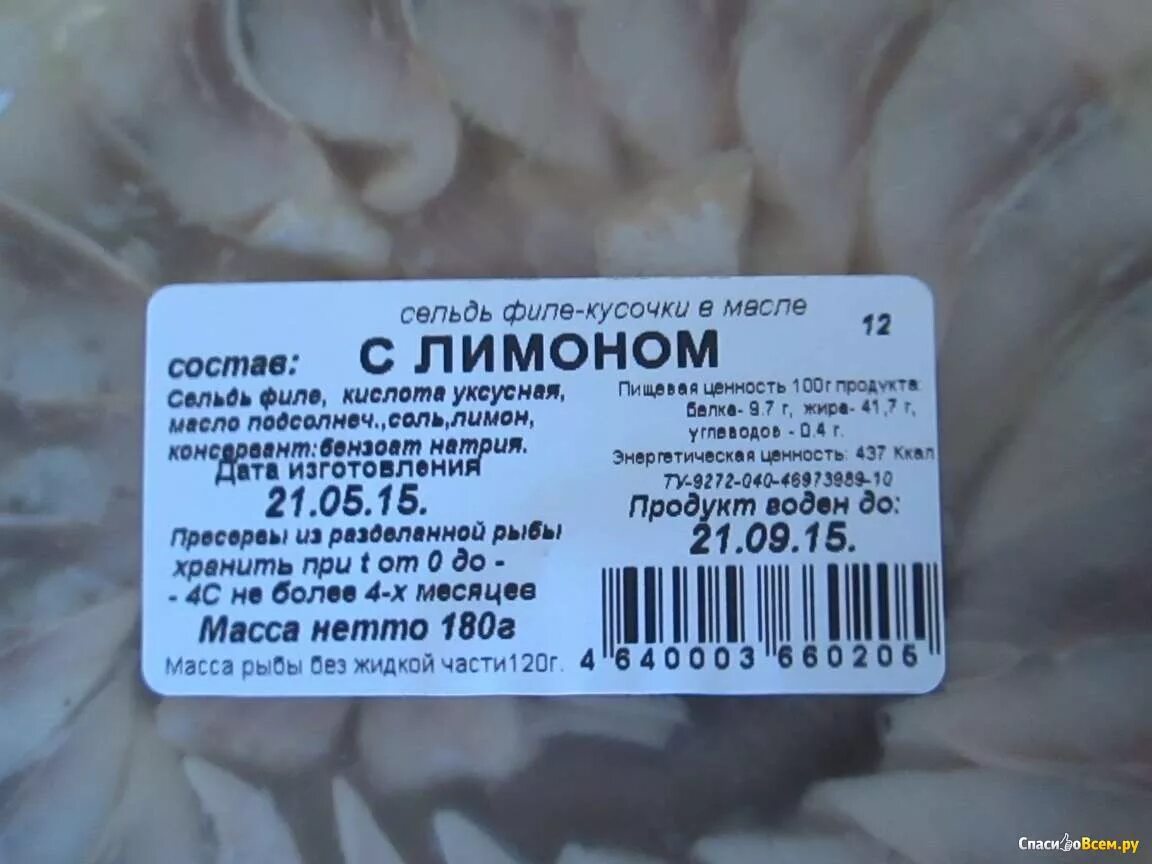 сельдь филе-кусочки в масле
12
состав: С ЛИМОНОМ
Сельдь филе, кислота уксусная,
масло подсолнеч.,соль,лимон,
консервант:бензоат натрия.
Дата изготовления
21.05.15.
Пресервы из разделанной рыбы
хранить при t от 0 до -
- 4С не более 4-х месяцев
Масса нетто 180г
Масса рыбы без жидкой части120г.
Пищевая ценность 100г продукта:
белка- 9.7 г, жира- 41,7 г,
углеводов - 0.4 г.
Энергетическая ценность: 437 Ккал
ТУ-9272-040-46973989-10
Продукт воден до:
21.09.15.
4 640003 660205
СпасибоВсем.ру